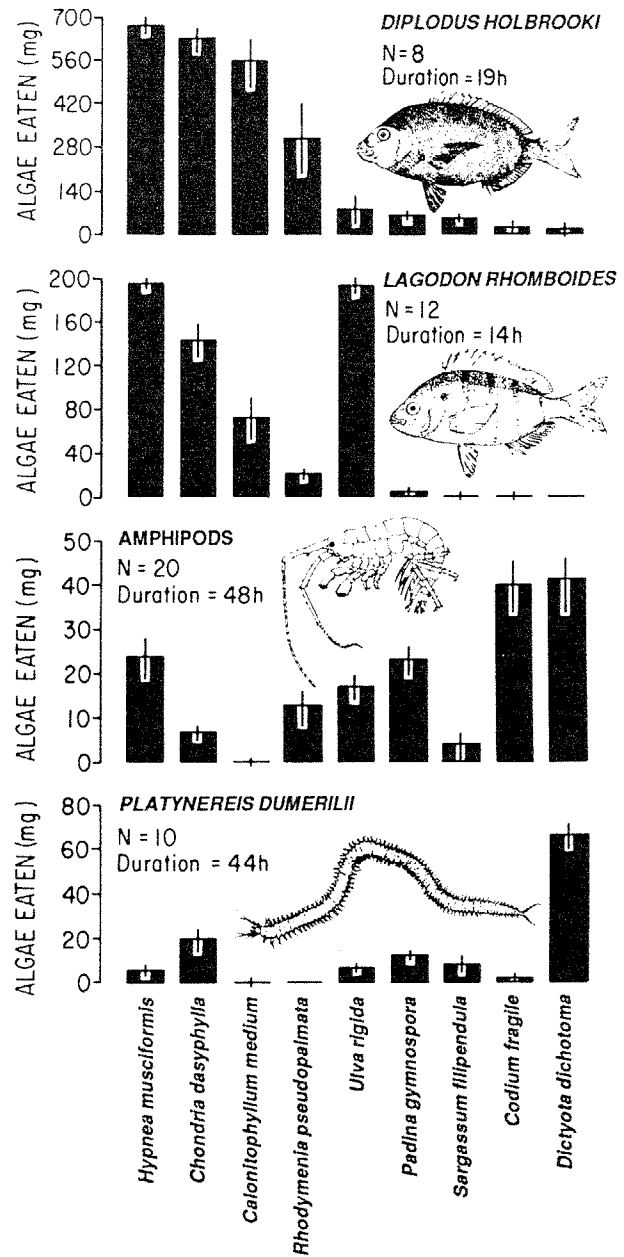 ALGAE EATEN (mg)
700
560
420
280
140
0
DIPLODUS HOLBROOKI
N=8
Duration = 19h
ALGAE EATEN (mg)
200
160
120
80
40
0
LAGODON RHOMBOIDES
N = 12
Duration = 14h
ALGAE EATEN (mg)
50
40
30
20
10
0
AMPHIPODS
N = 20
Duration = 48h
ALGAE EATEN (mg)
80
60
40
20
0
PLATYNEREIS DUMERILII
N = 10
Duration = 44h
Hypnea musciformis
Chondria dasyphylla
Calonitophyllum medium
Rhodymenia pseudopalmata
Ulva rigida
Padina gymnospora
Sargassum filipendula
Codium fragile
Dictyota dichotoma